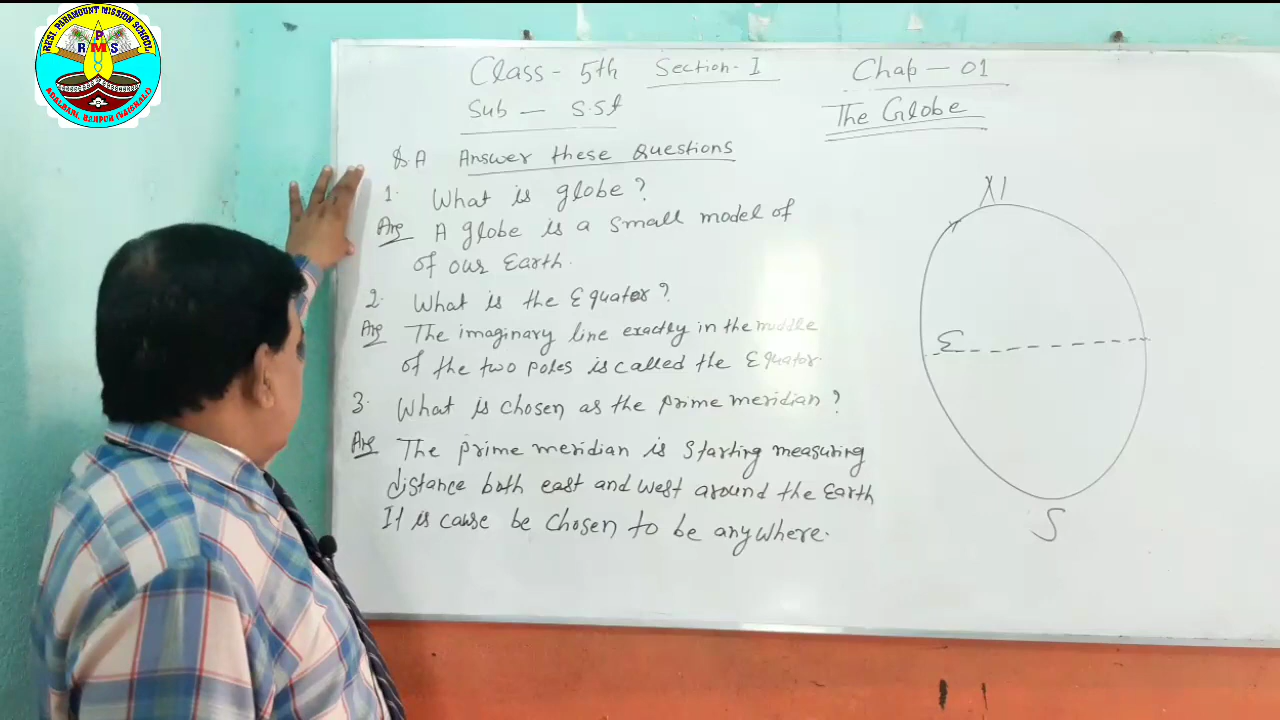 RESI PARAMOUNT MISSION SCHOOL
P
R M S
Class - 5th Section - I Chap - 01
Sub - S.St
The Globe
Q.A Answer these Questions
1. What is globe?
Ans A globe is a small model of
of our Earth.
2. What is the Equator?
Ans The imaginary line exactly in the middle
of the two poles is called the Equator.
3. What is chosen as the prime meridian?
Ans The prime meridian is starting measuring
distance both east and west around the Earth
It is cause be chosen to be anywhere.
N
E
S